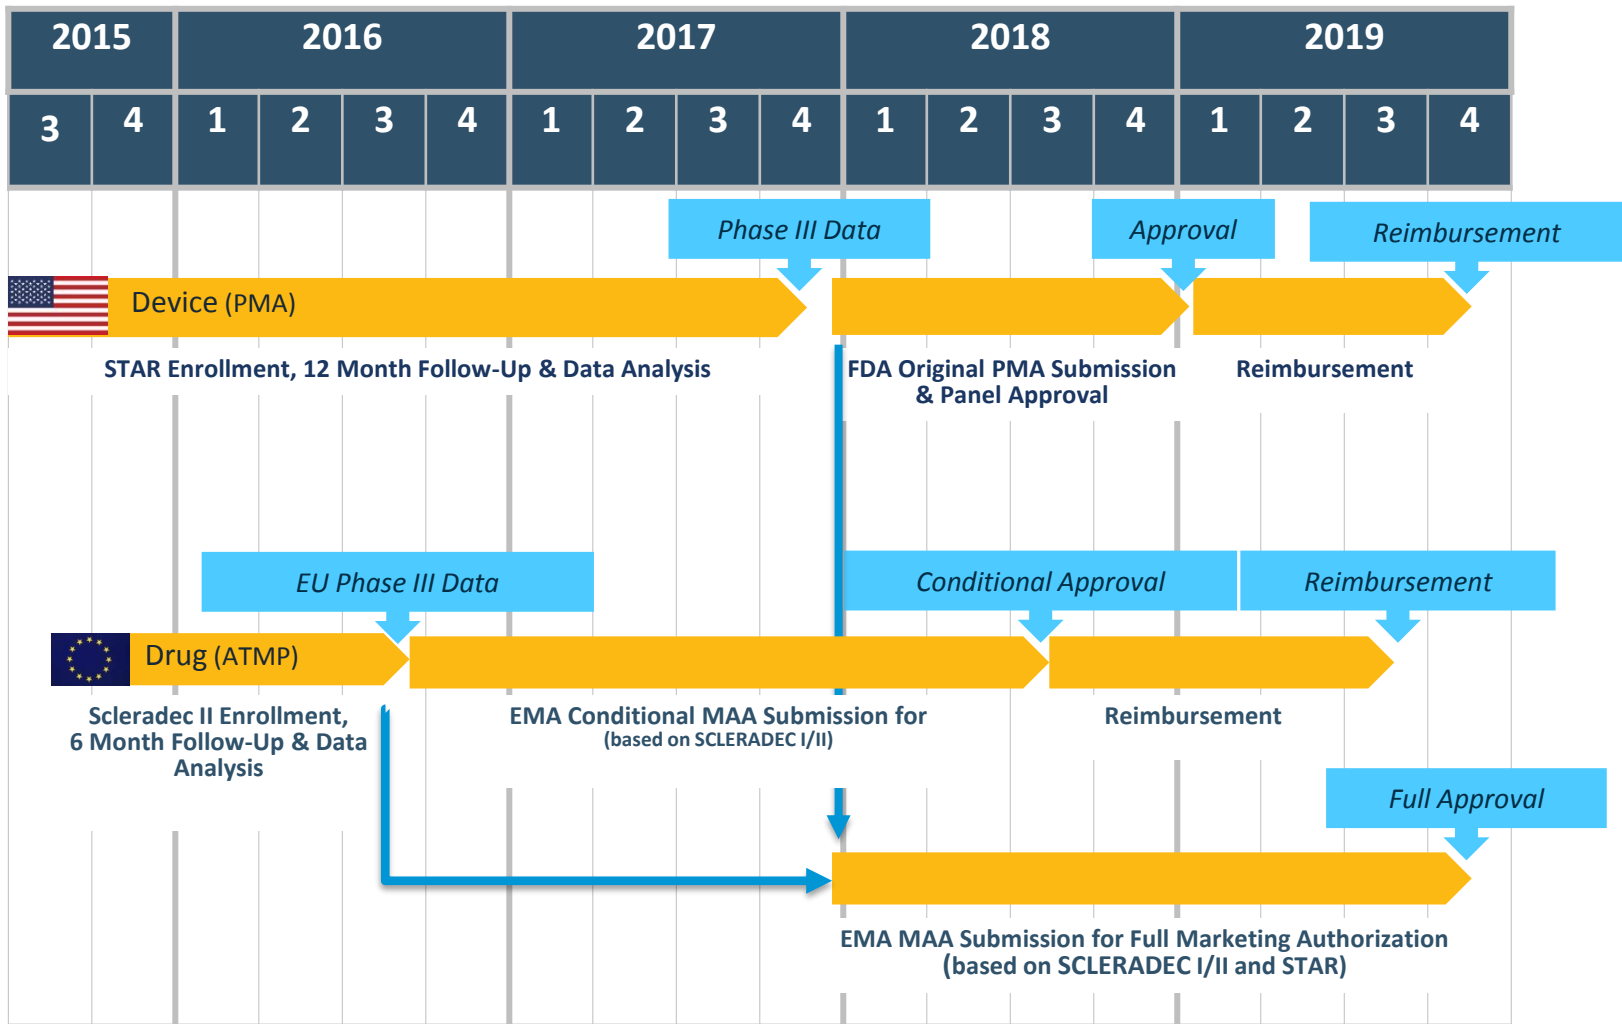 2015 2016 2017 2018 2019
3 4 1 2 3 4 1 2 3 4 1 2 3 4 1 2 3 4
Phase III Data Approval Reimbursement
Device (PMA)
STAR Enrollment, 12 Month Follow-Up & Data Analysis
FDA Original PMA Submission
& Panel Approval
Reimbursement
EU Phase III Data Conditional Approval Reimbursement
Drug (ATMP)
Scleradec II Enrollment,
6 Month Follow-Up & Data
Analysis
EMA Conditional MAA Submission for
(based on SCLERADEC I/II)
Reimbursement
Full Approval
EMA MAA Submission for Full Marketing Authorization
(based on SCLERADEC I/II and STAR)